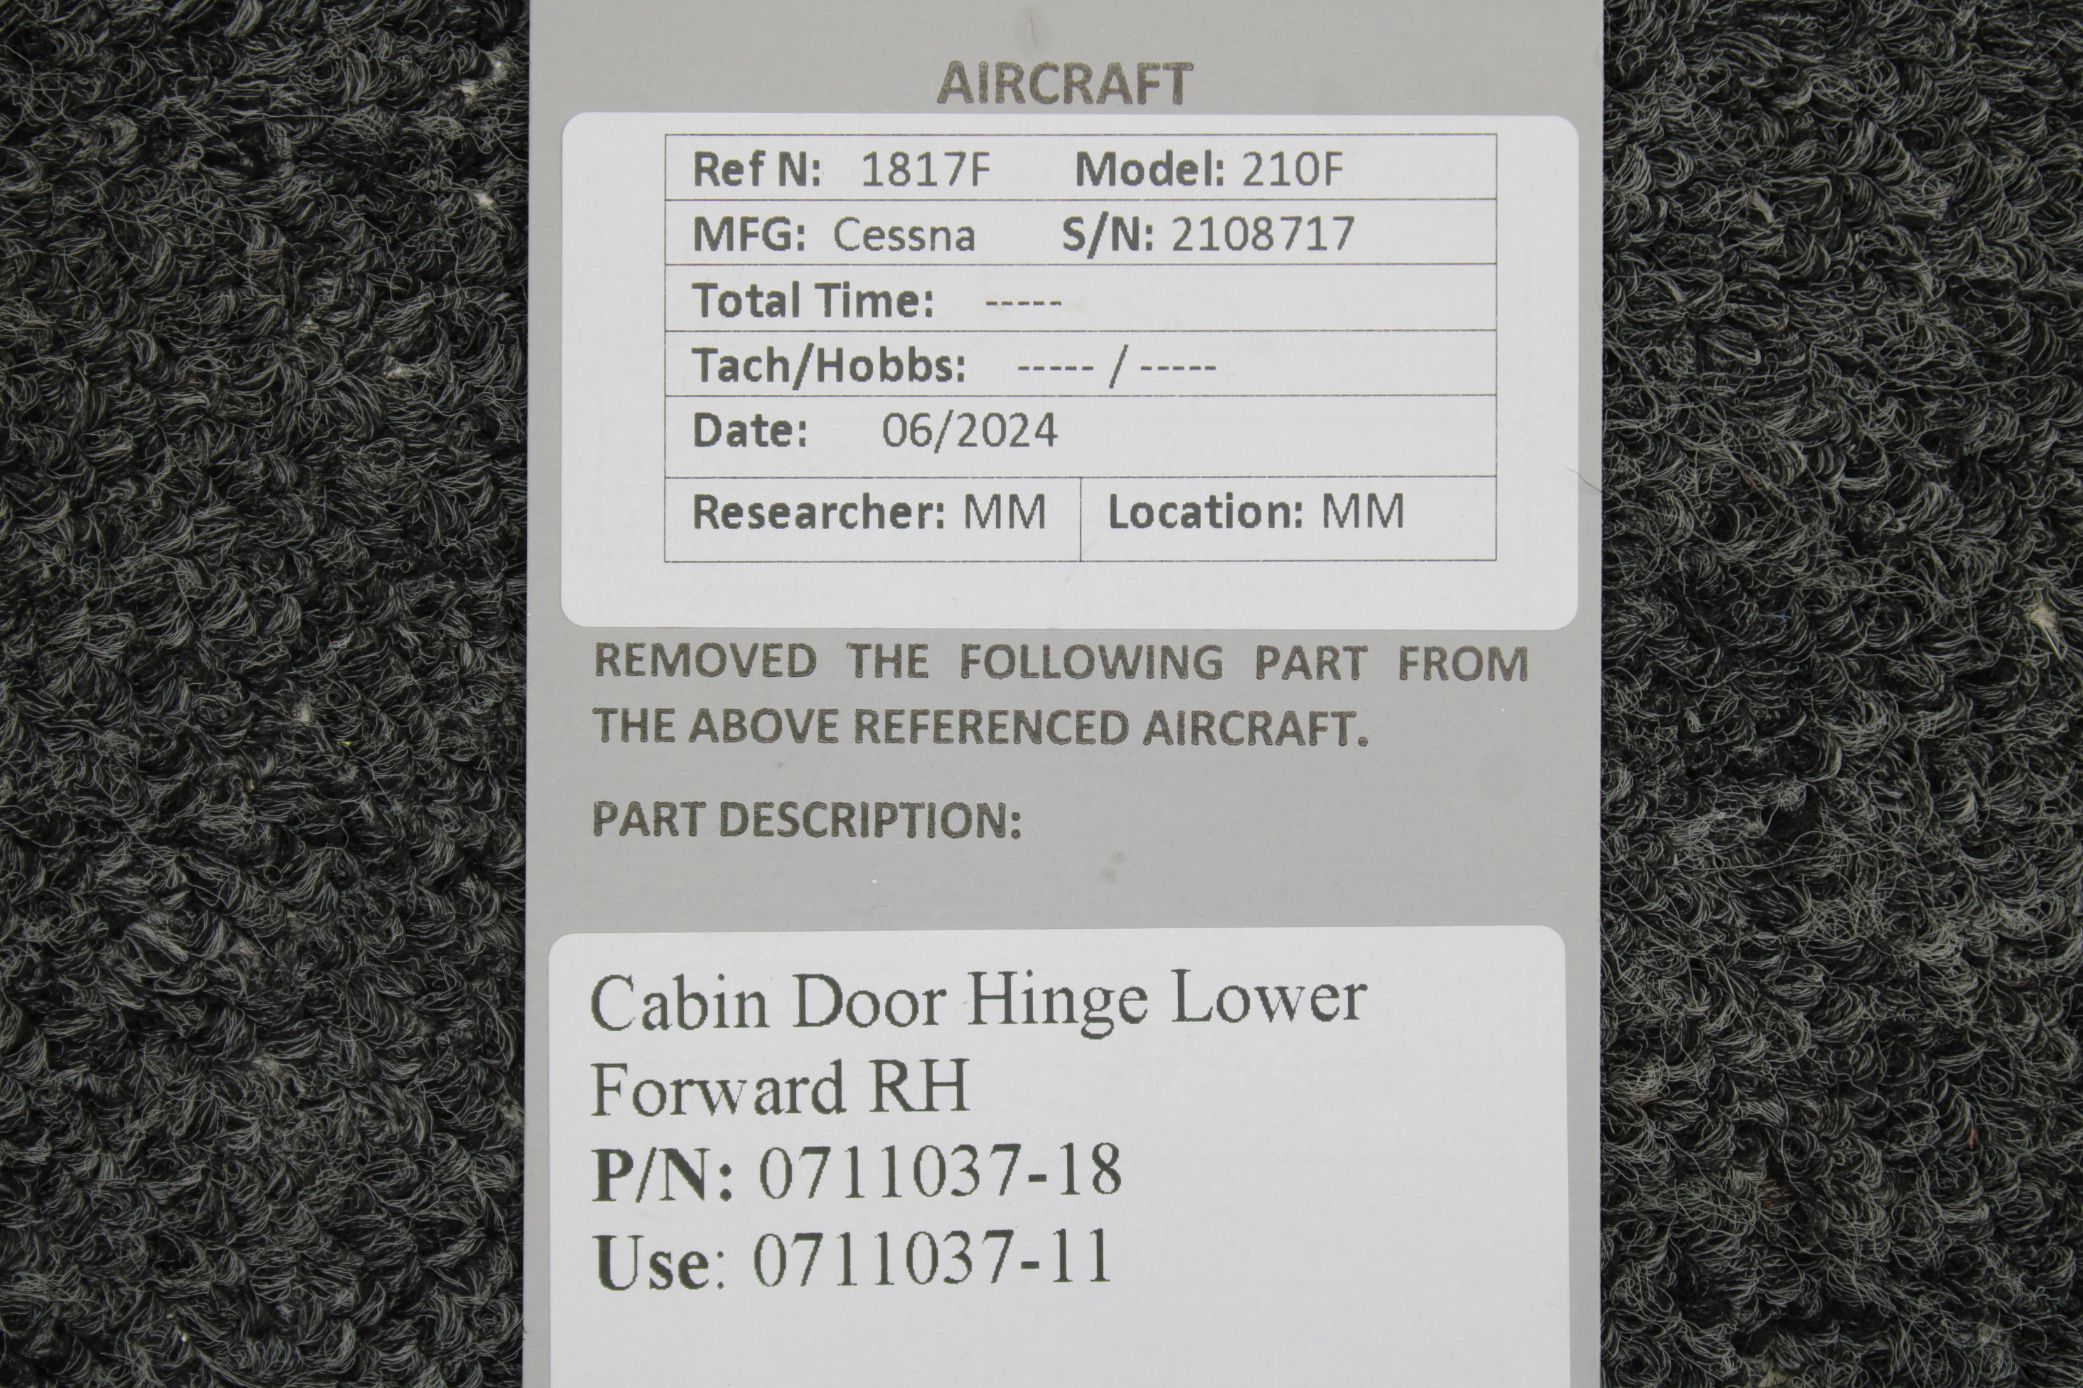 AIRCRAFT
Ref N: 1817F Model: 210F
MFG: Cessna S/N: 2108717
Total Time: -----
Tach/Hobbs: ----- / -----
Date: 06/2024
Researcher: MM Location: MM
REMOVED THE FOLLOWING PART FROM
THE ABOVE REFERENCED AIRCRAFT.
PART DESCRIPTION:
Cabin Door Hinge Lower
Forward RH
P/N: 0711037-18
Use: 0711037-11